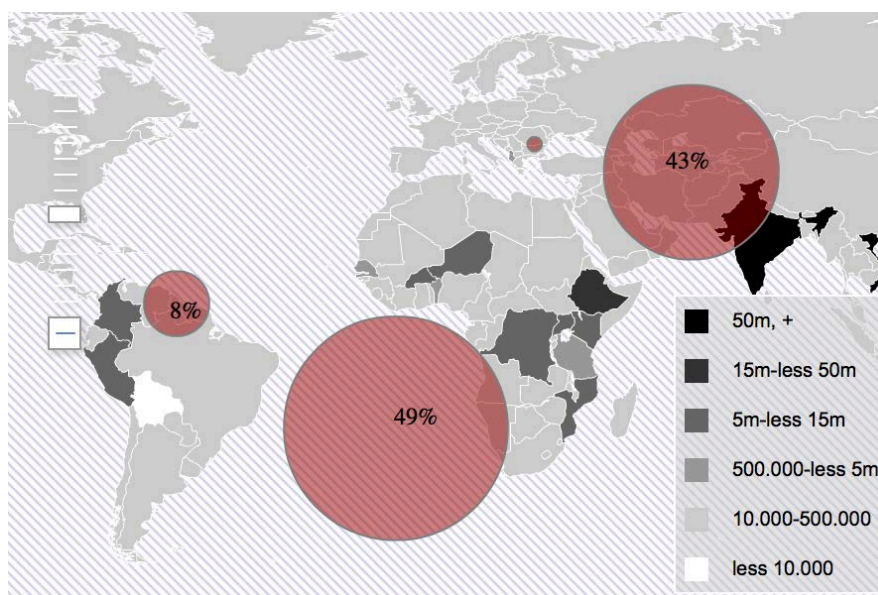 43%
8%
49%
50m, +
15m-less 50m
5m-less 15m
500.000-less 5m
10.000-500.000
less 10.000